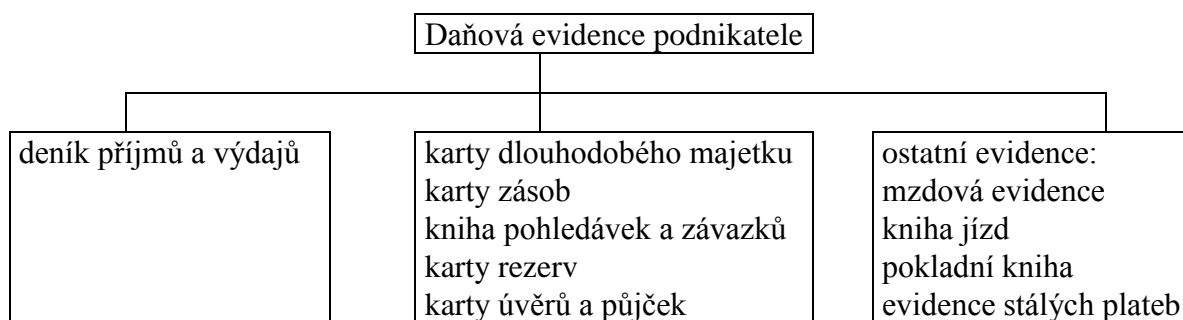 Daňová evidence podnikatele
deník příjmů a výdajů
karty dlouhodobého majetku
karty zásob
kniha pohledávek a závazků
karty rezerv
karty úvěrů a půjček
ostatní evidence:
mzdová evidence
kniha jízd
pokladní kniha
evidence stálých plateb